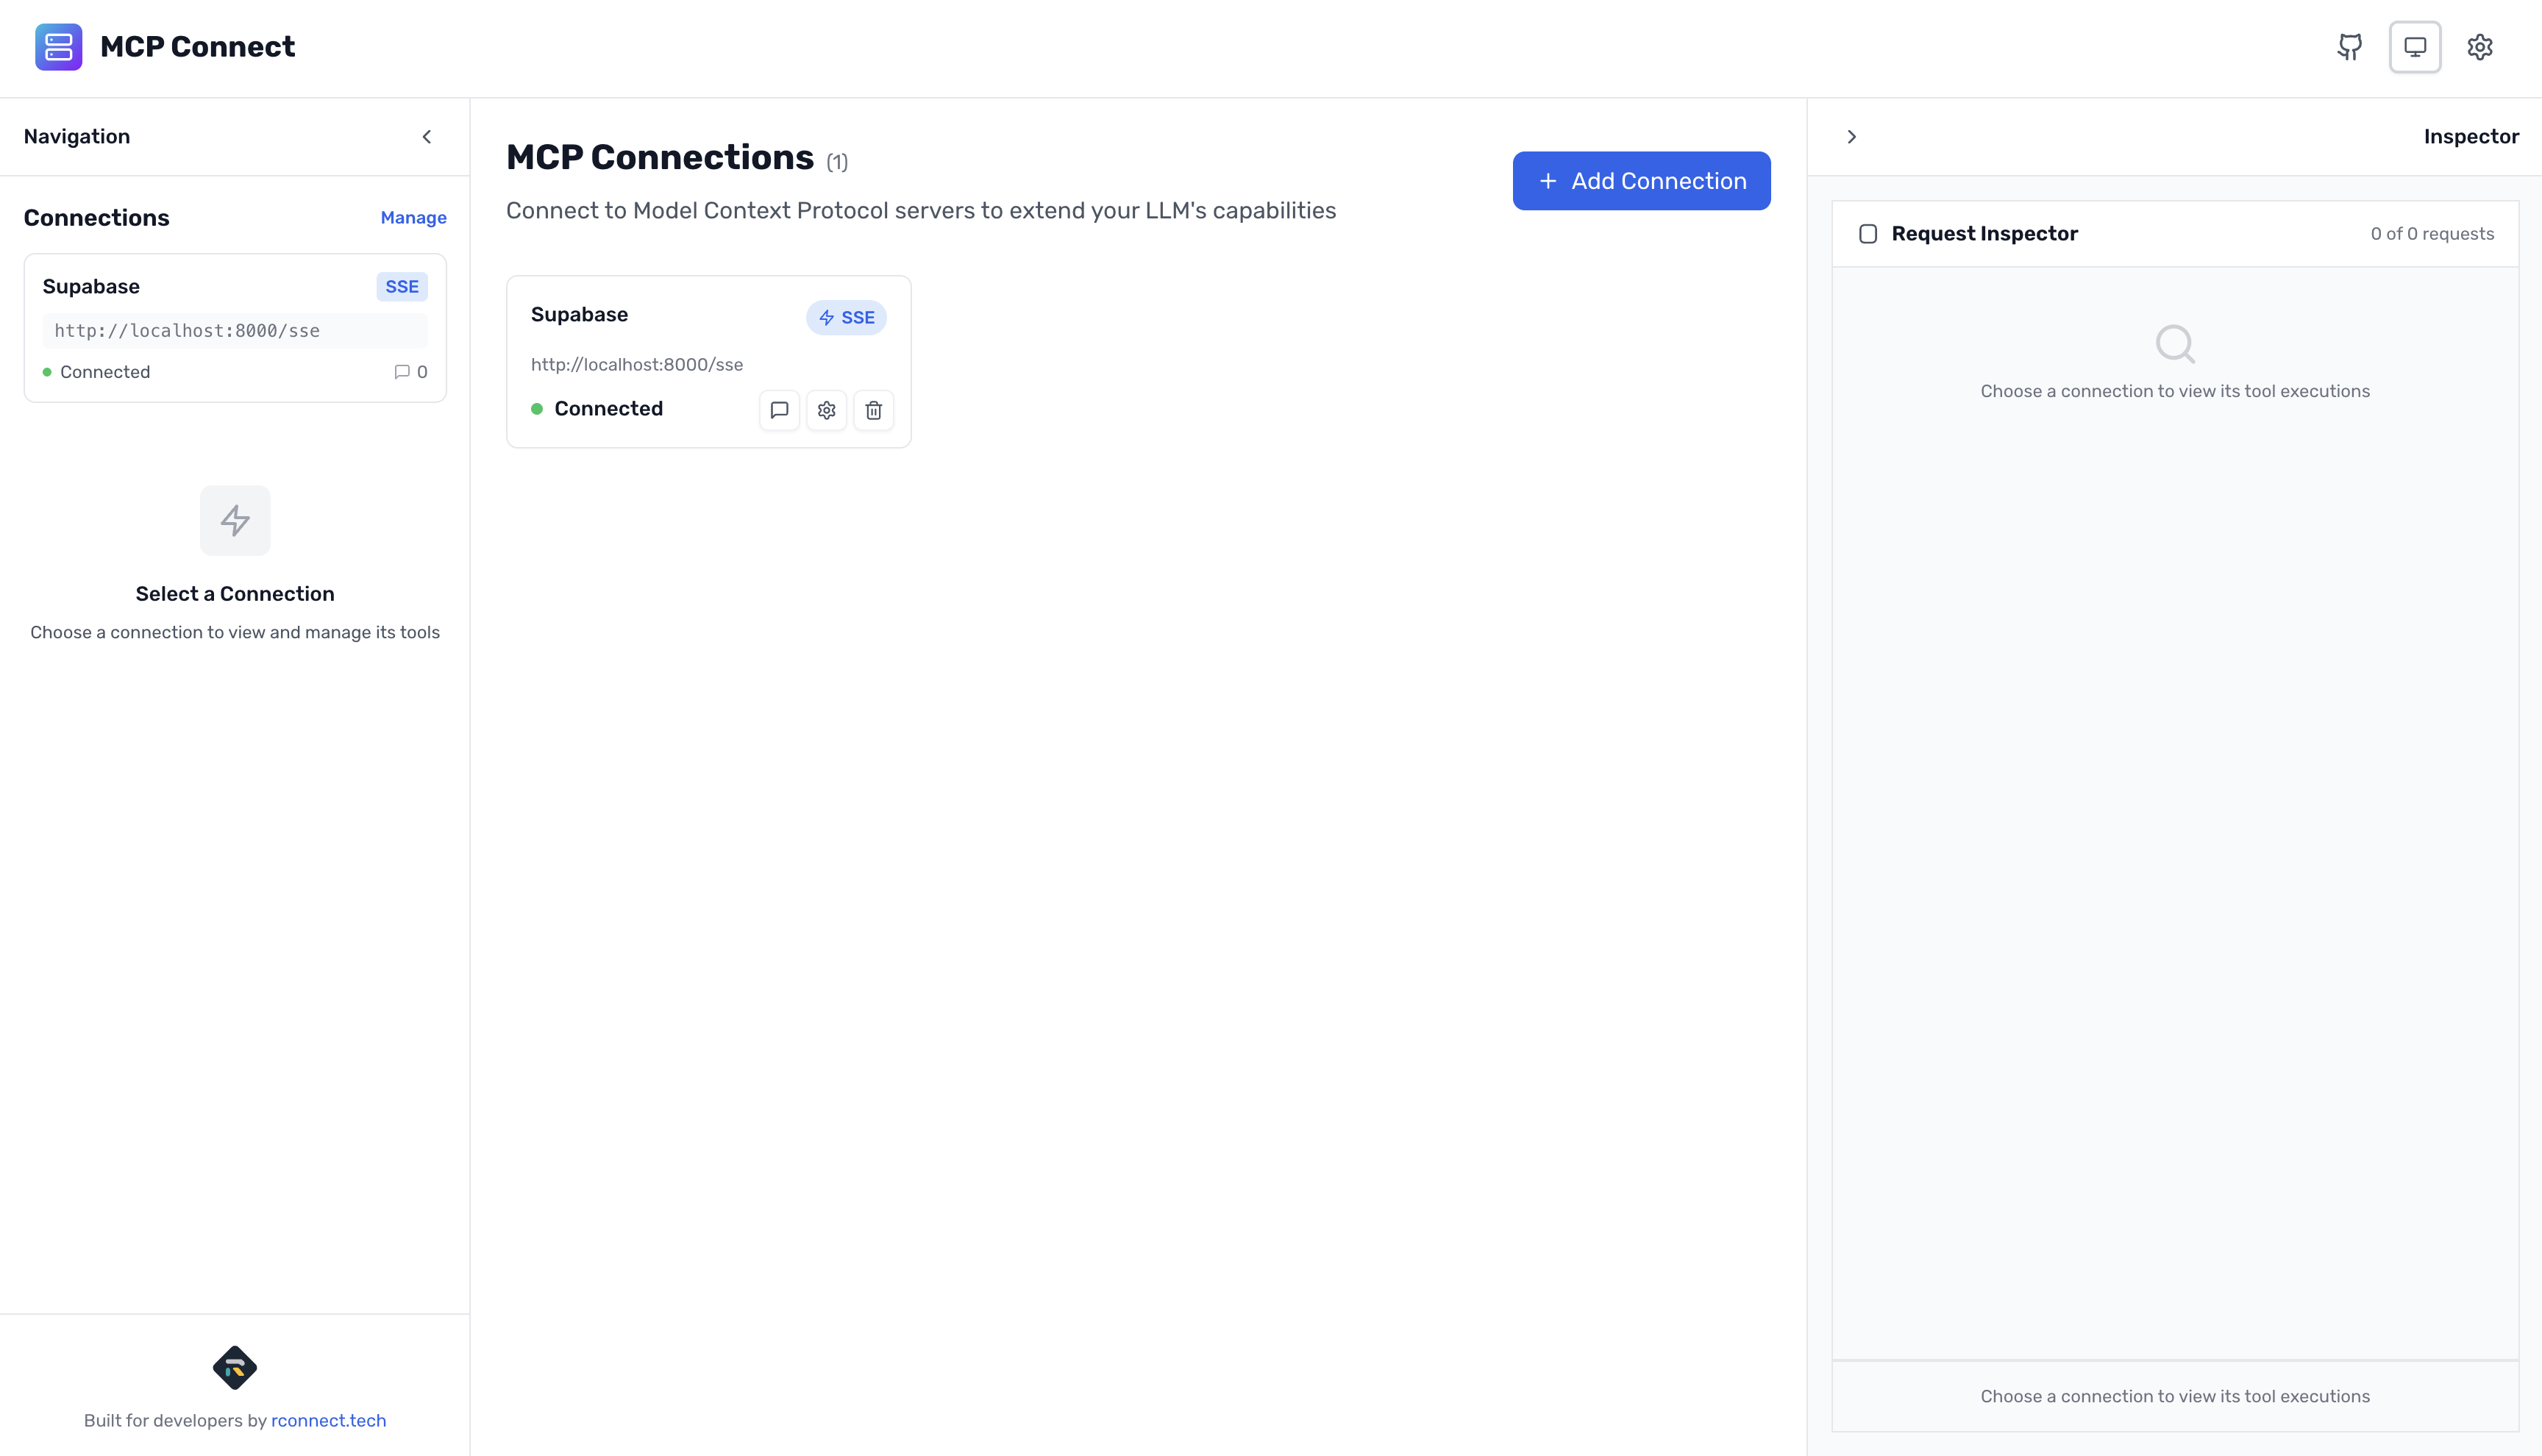 MCP Connect
Navigation
Connections
Manage
Supabase
SSE
http://localhost:8000/sse
Connected
0
Select a Connection
Choose a connection to view and manage its tools
Built for developers by rconnect.tech
MCP Connections (1)
Connect to Model Context Protocol servers to extend your LLM's capabilities
Add Connection
Supabase
SSE
http://localhost:8000/sse
Connected
Inspector
Request Inspector
0 of 0 requests
Choose a connection to view its tool executions
Choose a connection to view its tool executions